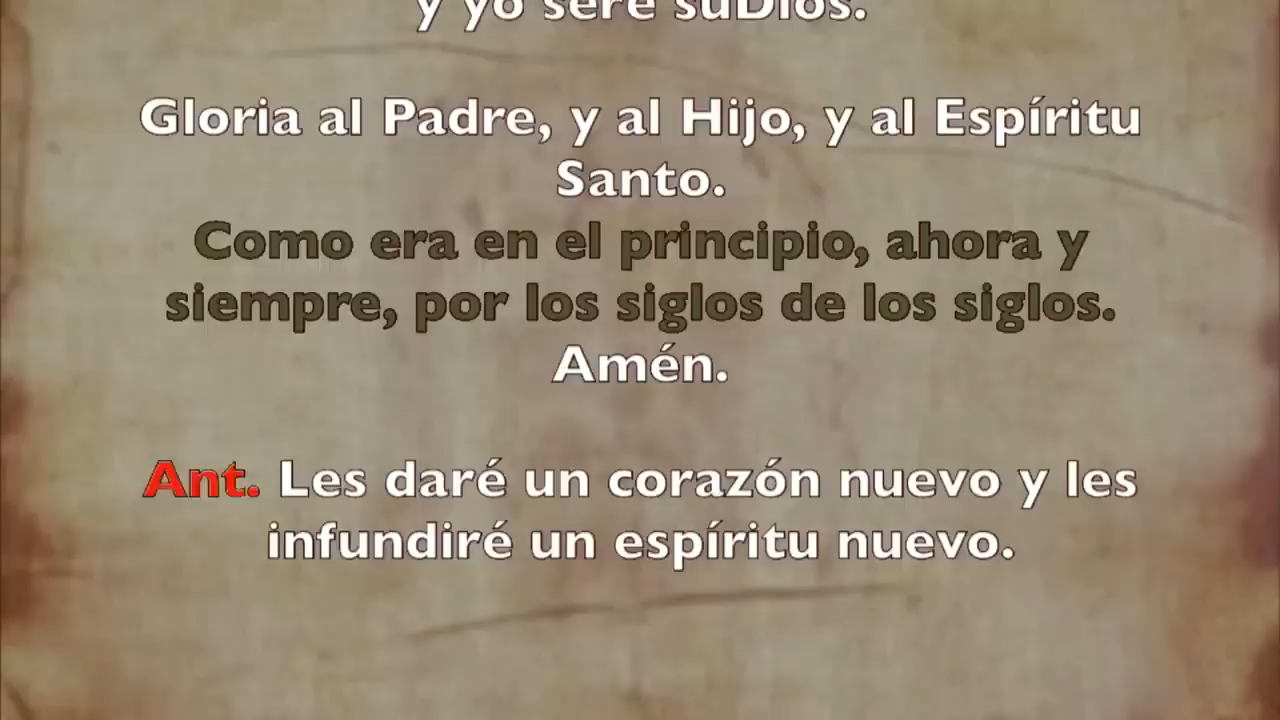 y yo seré suDios.
Gloria al Padre, y al Hijo, y al Espíritu
Santo.
Como era en el principio, ahora y
siempre, por los siglos de los siglos.
Amén.
Ant. Les daré un corazón nuevo y les
infundiré un espíritu nuevo.